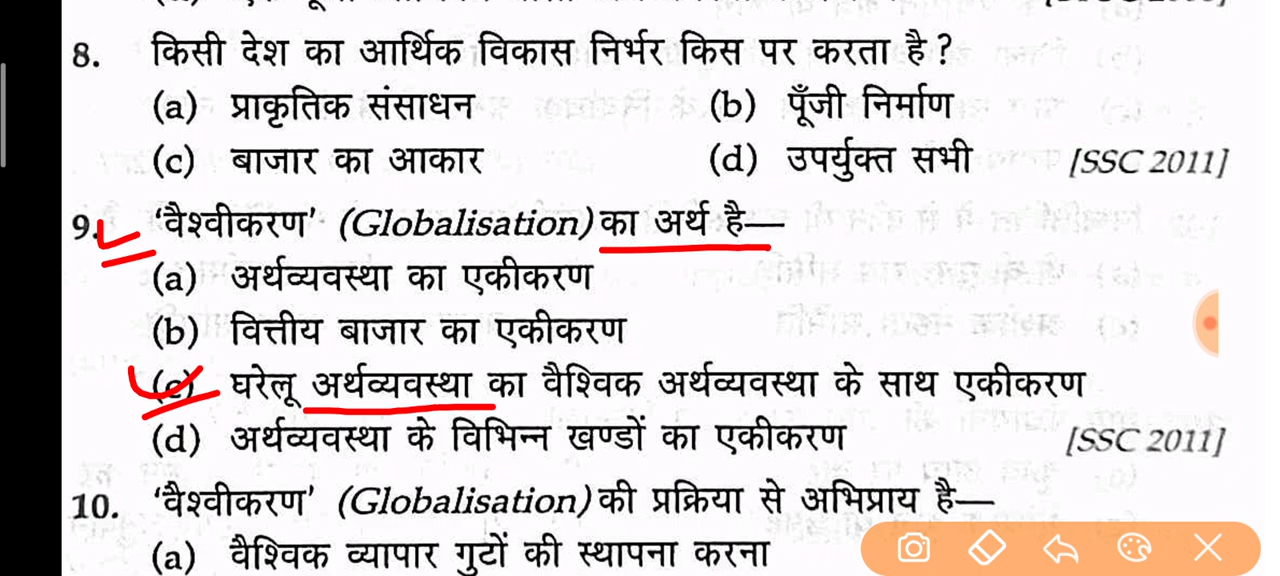 8. किसी देश का आर्थिक विकास निर्भर किस पर करता है?
(a) प्राकृतिक संसाधन (b) पूँजी निर्माण
(c) बाजार का आकार (d) उपर्युक्त सभी [SSC 2011]
9. 'वैश्वीकरण' (Globalisation) का अर्थ है—
(a) अर्थव्यवस्था का एकीकरण
(b) वित्तीय बाजार का एकीकरण
(c) घरेलू अर्थव्यवस्था का वैश्विक अर्थव्यवस्था के साथ एकीकरण
(d) अर्थव्यवस्था के विभिन्न खण्डों का एकीकरण [SSC 2011]
10. 'वैश्वीकरण' (Globalisation) की प्रक्रिया से अभिप्राय है—
(a) वैश्विक व्यापार गुटों की स्थापना करना